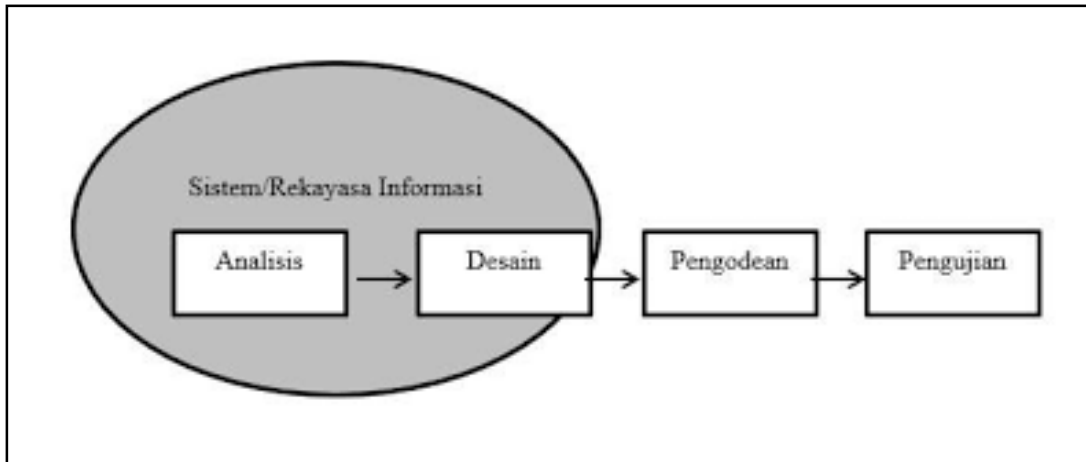 Sistem/Rekayasa Informasi
Analisis
Desain
Pengodean
Pengujian